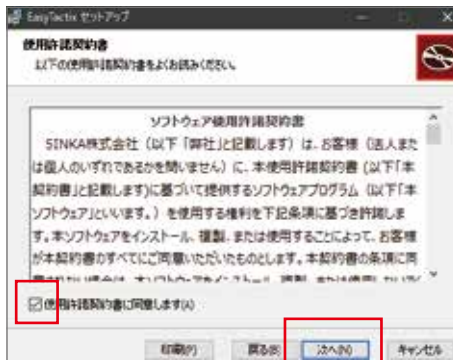 EasyTactix セットアップ
使用許諾契約書
以下の使用許諾契約書をよくお読みください。
ソフトウェア使用許諾契約書
SINKA株式会社（以下「弊社」と記載します）は、お客様（法人また
は個人のいずれであるかを問いません）に、本使用許諾契約書（以下「本
契約書」と記載します)に基づいて提供するソフトウェアプログラム（以下「本
ソフトウェア」といいます。）を使用する権利を下記条項に基づき許諾しま
す。本ソフトウェアをインストール、複製、または使用することによって、お客様
が本契約書のすべてにご同意いただいたものとします。本契約書の条項に同
使用許諾契約書に同意します(A)
印刷(P)
戻る(B)
次へ(N)
キャンセル